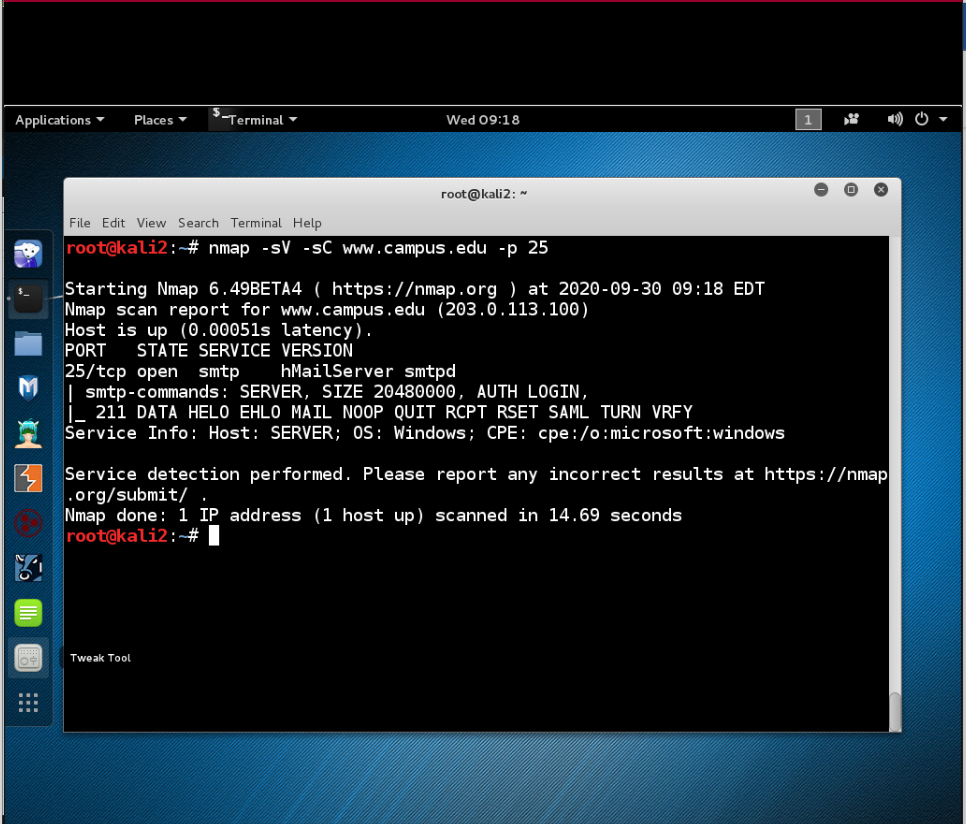 Applications Places $_Terminal Wed 09:18 1
root@kali2: ~
File Edit View Search Terminal Help
root@kali2:~# nmap -sV -sC www.campus.edu -p 25
Starting Nmap 6.49BETA4 ( https://nmap.org ) at 2020-09-30 09:18 EDT
Nmap scan report for www.campus.edu (203.0.113.100)
Host is up (0.00051s latency).
PORT   STATE SERVICE VERSION
25/tcp open  smtp    hMailServer smtpd
| smtp-commands: SERVER, SIZE 20480000, AUTH LOGIN,
|_ 211 DATA HELO EHLO MAIL NOOP QUIT RCPT RSET SAML TURN VRFY
Service Info: Host: SERVER; OS: Windows; CPE: cpe:/o:microsoft:windows
Service detection performed. Please report any incorrect results at https://nmap
.org/submit/ .
Nmap done: 1 IP address (1 host up) scanned in 14.69 seconds
root@kali2:~#
$_
Tweak Tool